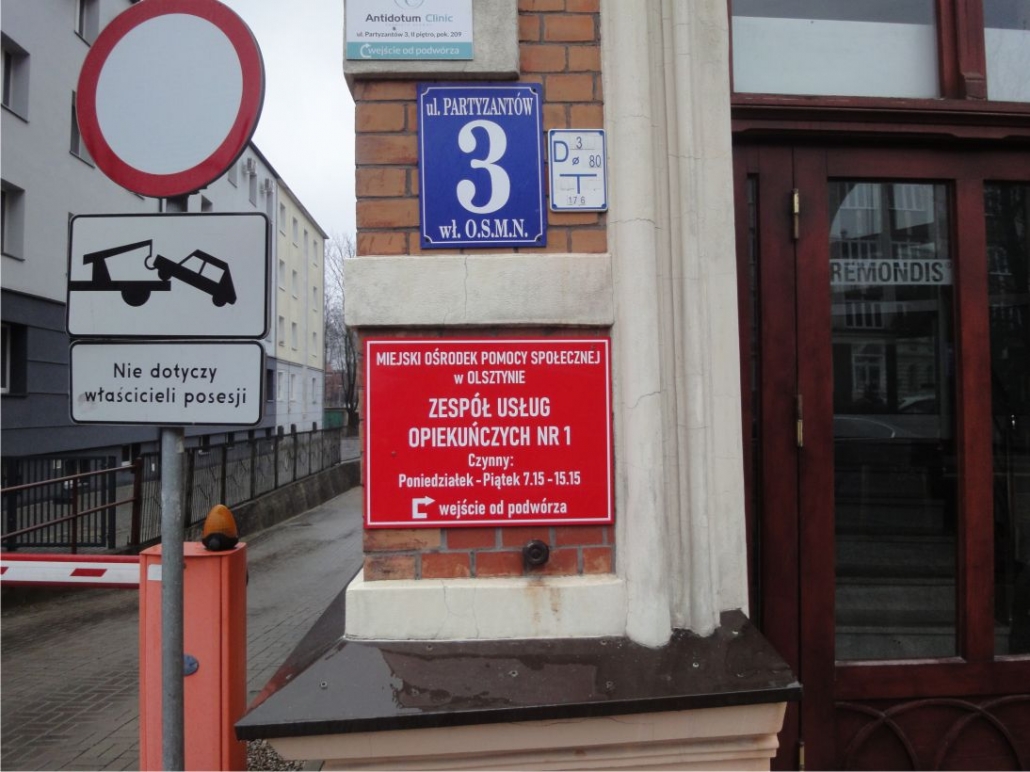 Antidotum Clinic
ul. Partyzantów 3, II piętro, pok. 209
wejście od podwórza
ul. PARTYZANTÓW
3
wł. O.S.M.N.
D 3
ø 80
17,6
Nie dotyczy
właścicieli posesji
MIEJSKI OŚRODEK POMOCY SPOŁECZNEJ
w OLSZTYNIE
ZESPÓŁ USŁUG
OPIEKUŃCZYCH NR 1
Czynny:
Poniedziałek - Piątek 7.15 - 15.15
wejście od podwórza
REMONDIS